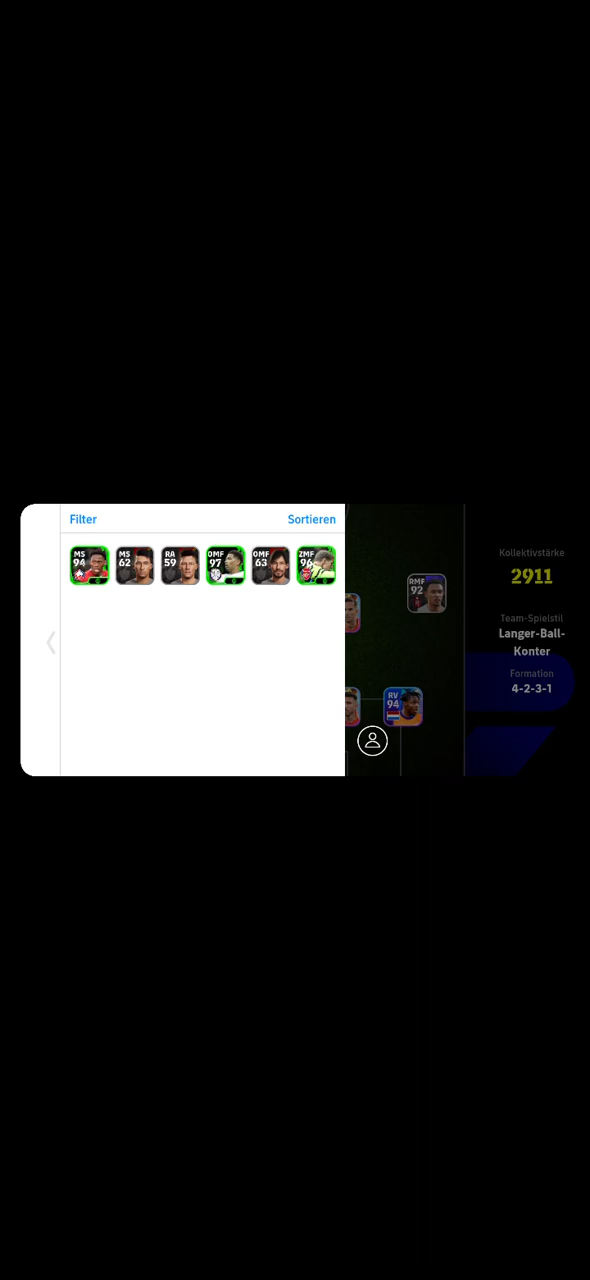 Filter
Sortieren
MS
94
MS
62
RA
59
OMF
97
OMF
63
ZMF
96
RMF
92
RV
94
Kollektivstärke
2911
Team-Spielstil
Langer-Ball-
Konter
Formation
4-2-3-1